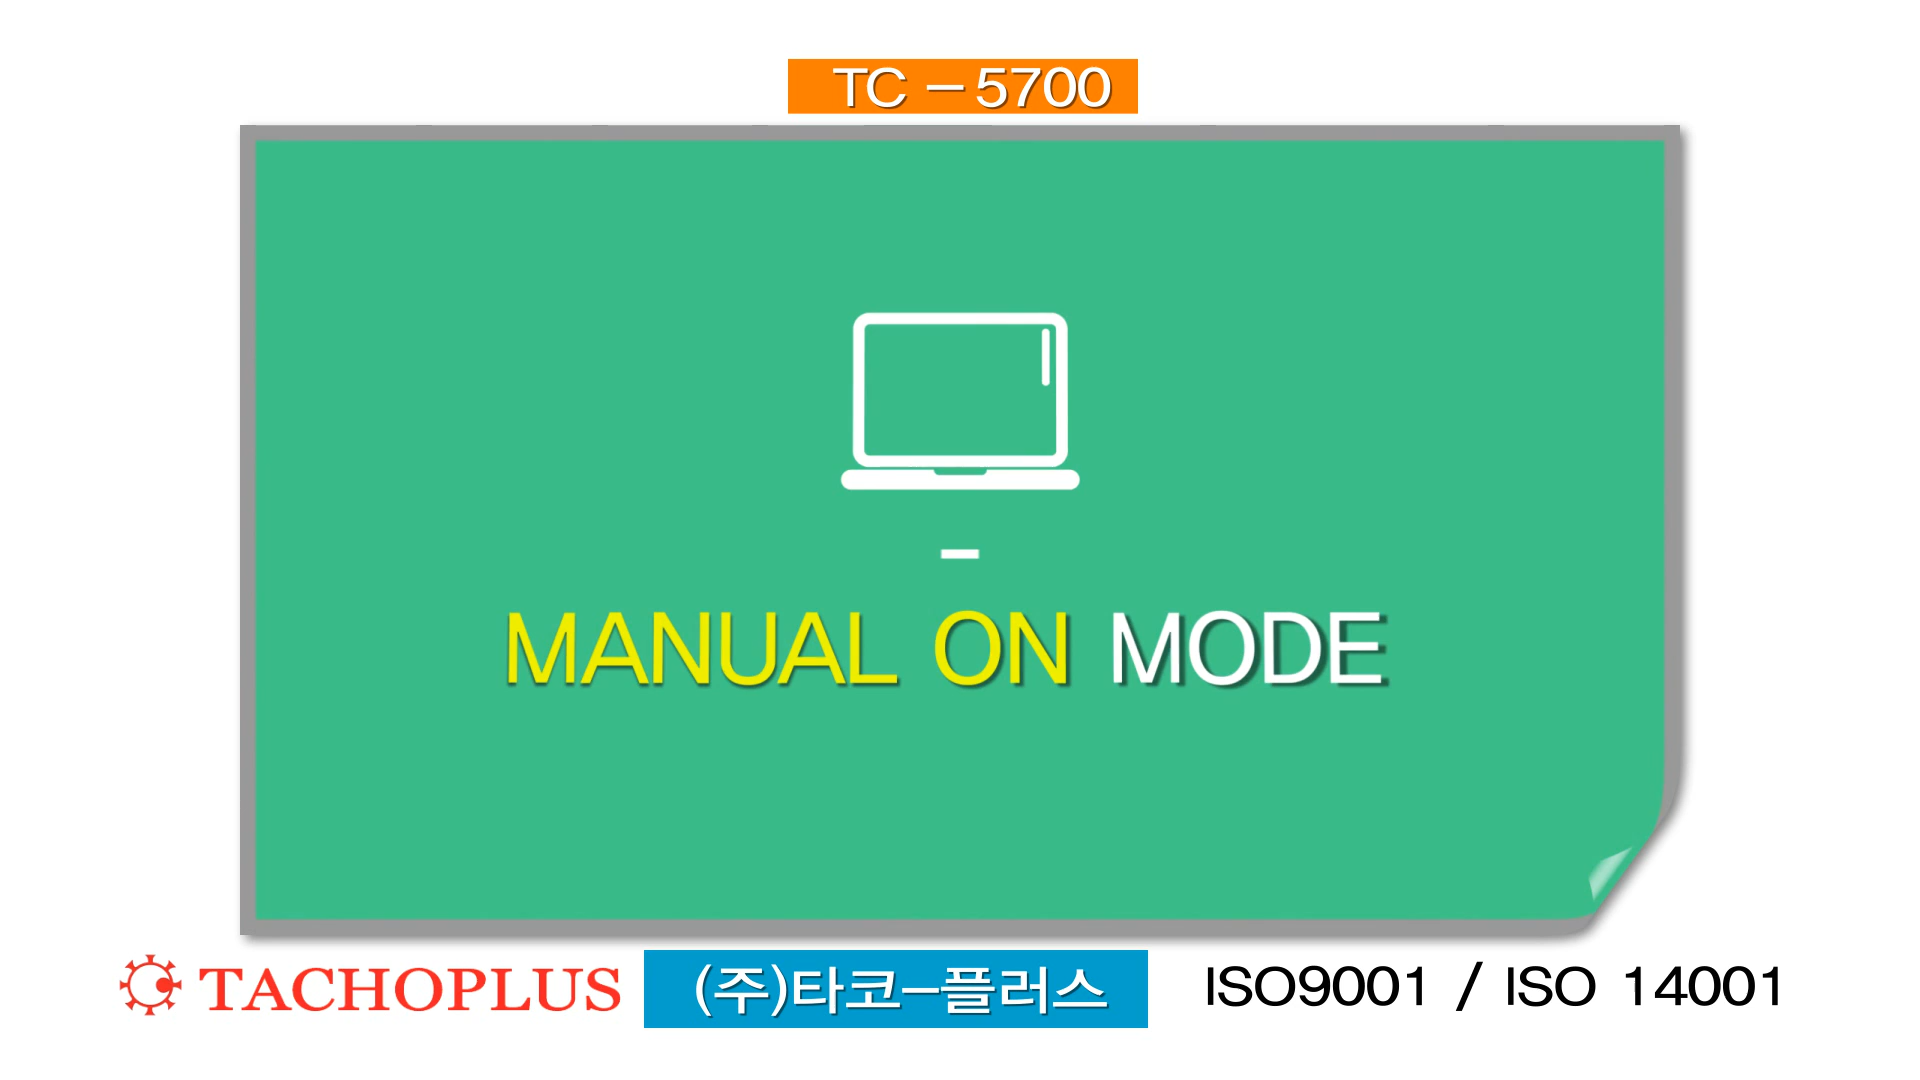 TC - 5700
MANUAL ON MODE
TACHOPLUS (주)타코-플러스 ISO9001 / ISO 14001